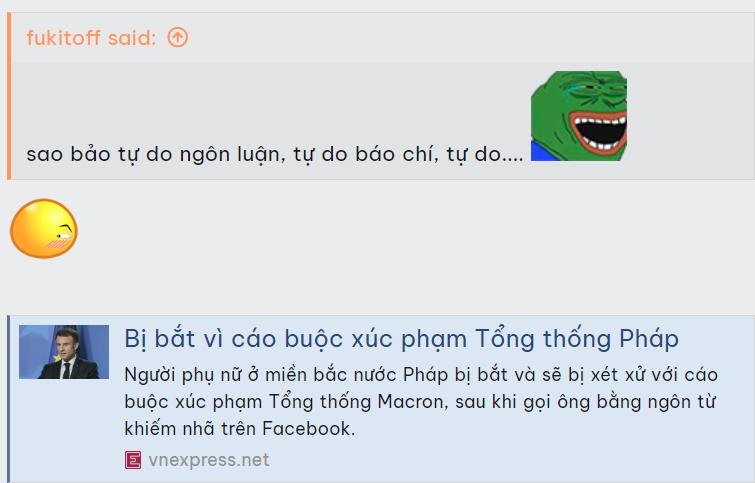 fukitoff said:
sao bảo tự do ngôn luận, tự do báo chí, tự do....
Bị bắt vì cáo buộc xúc phạm Tổng thống Pháp
Người phụ nữ ở miền bắc nước Pháp bị bắt và sẽ bị xét xử với cáo
buộc xúc phạm Tổng thống Macron, sau khi gọi ông bằng ngôn từ
khiếm nhã trên Facebook.
vnexpress.net